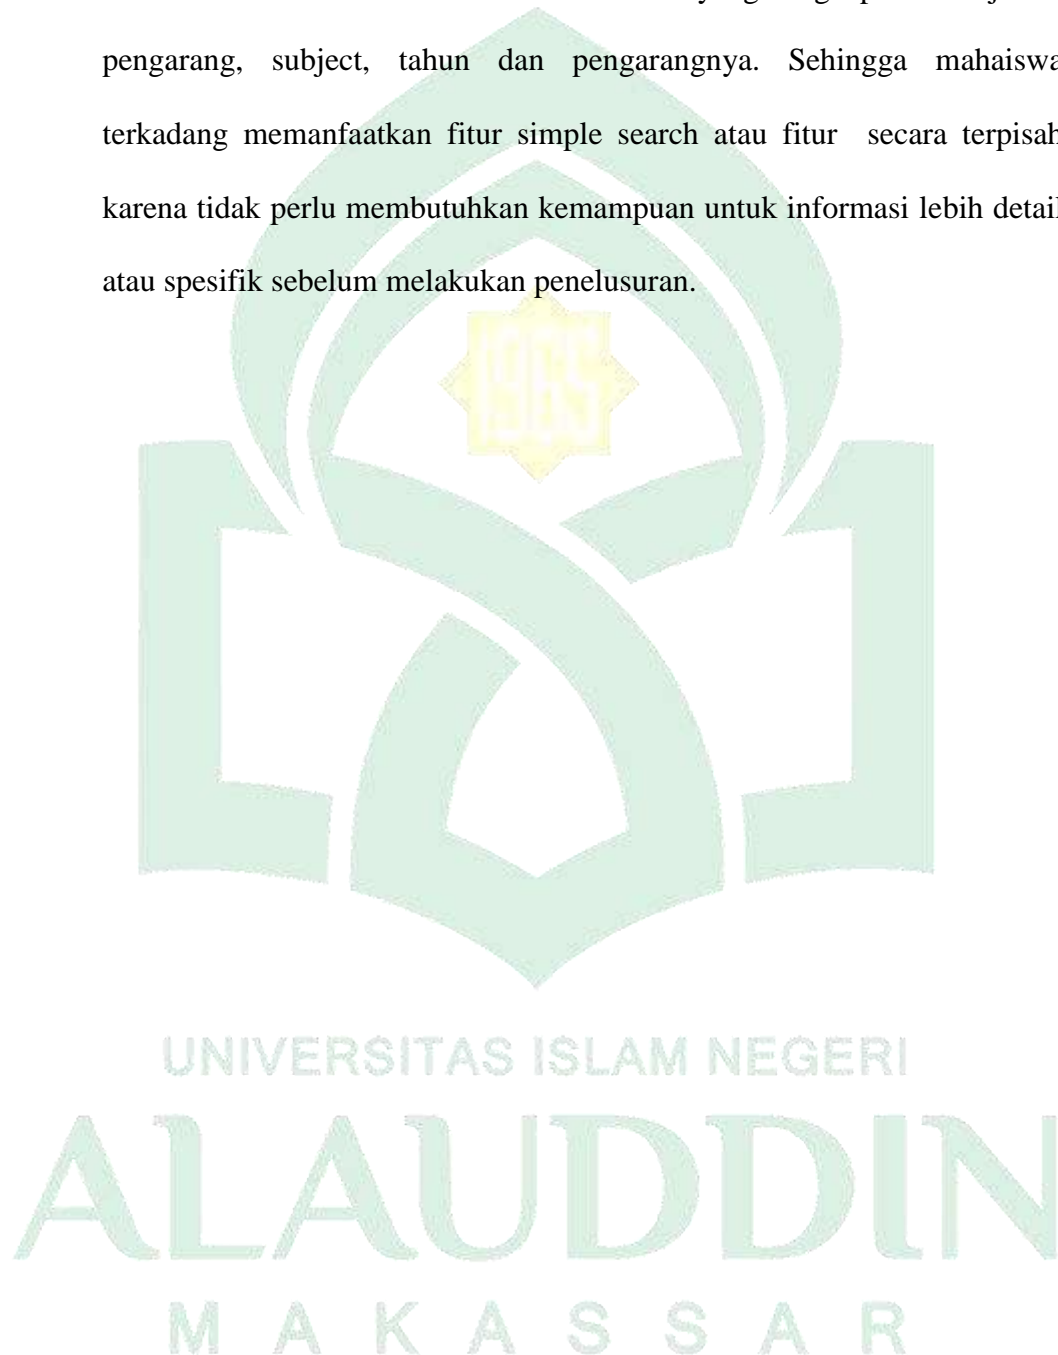 pengarang, subject, tahun dan pengarangnya. Sehingga mahaiswa
terkadang memanfaatkan fitur simple search atau fitur secara terpisah
karena tidak perlu membutuhkan kemampuan untuk informasi lebih detail
atau spesifik sebelum melakukan penelusuran.
1965
UNIVERSITAS ISLAM NEGERI
ALAUDDIN
MAKASSAR